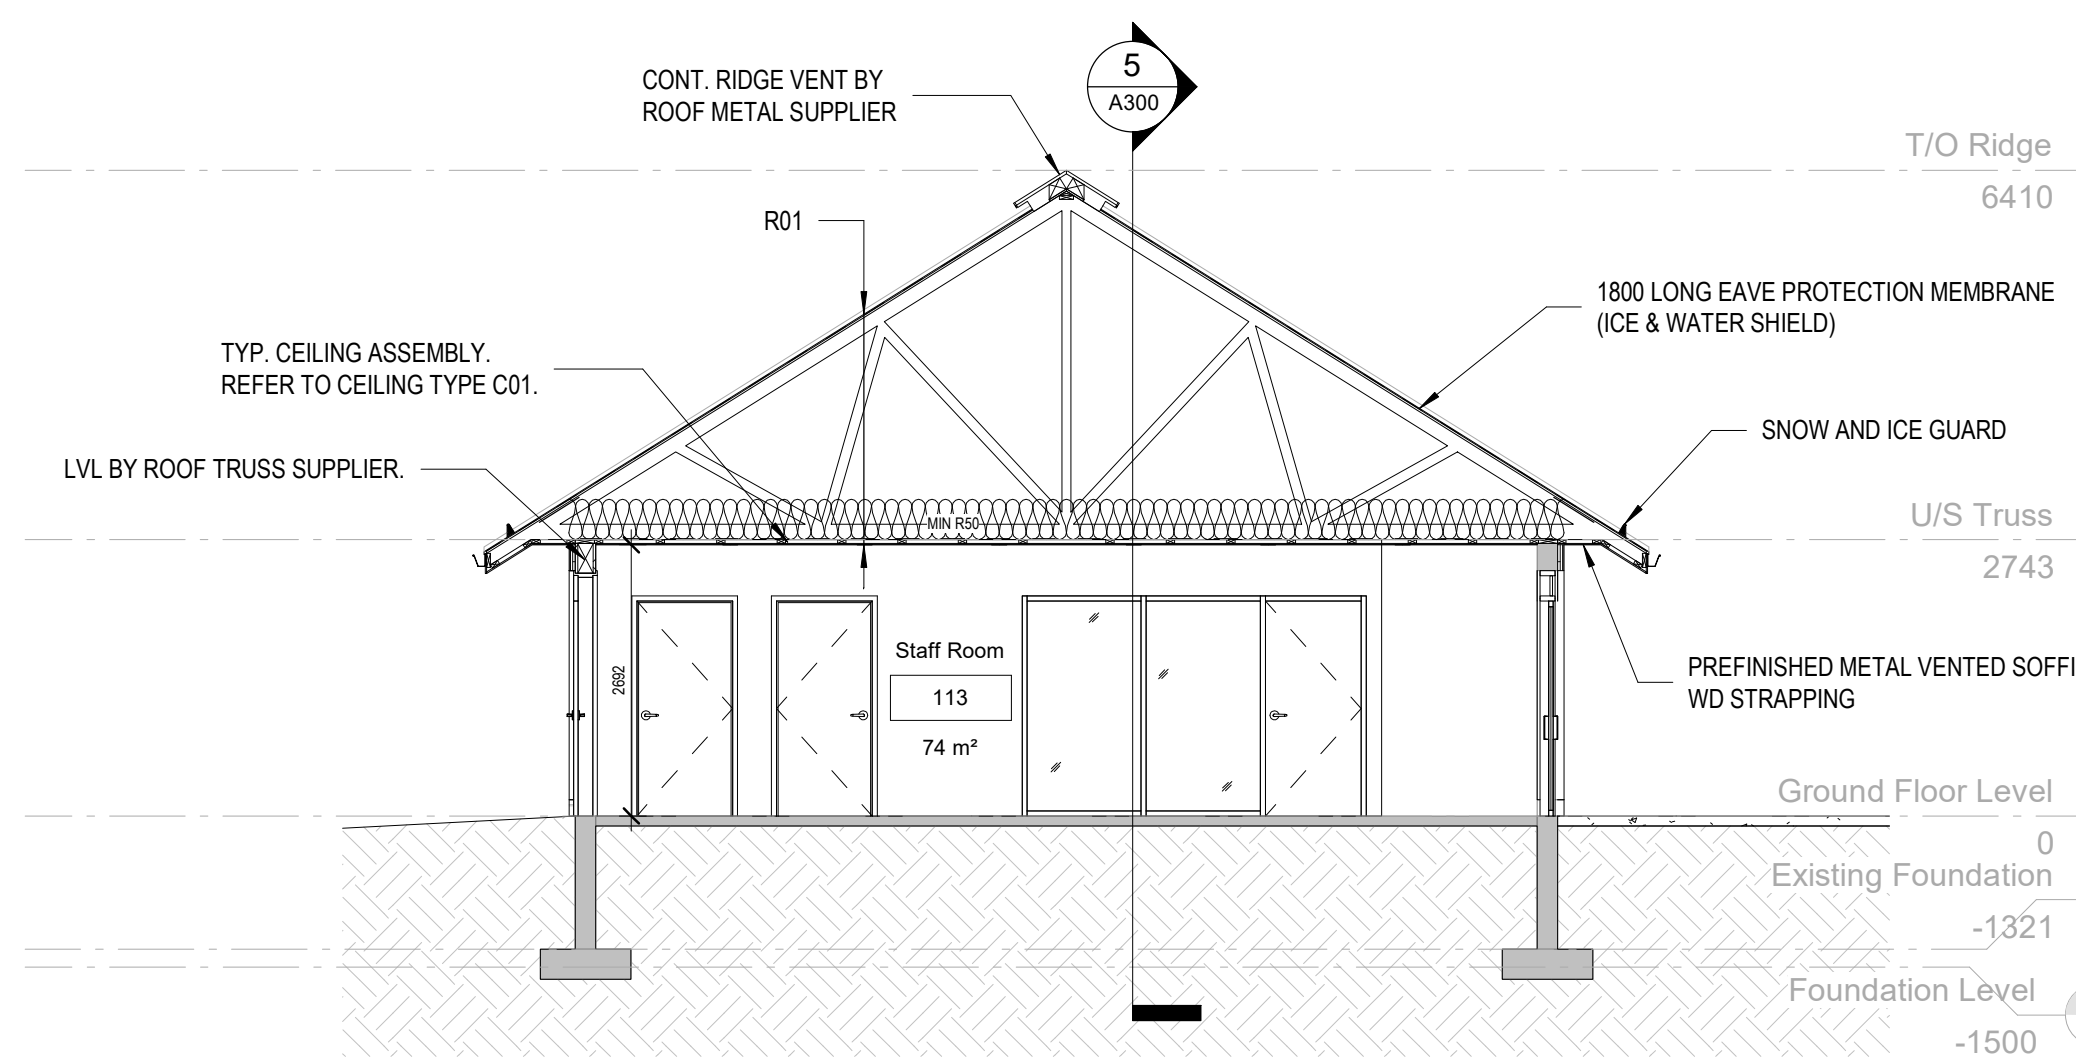 5
A300
CONT. RIDGE VENT BY
ROOF METAL SUPPLIER
T/O Ridge
6410
R01
1800 LONG EAVE PROTECTION MEMBRANE
(ICE & WATER SHIELD)
TYP. CEILING ASSEMBLY.
REFER TO CEILING TYPE C01.
SNOW AND ICE GUARD
LVL BY ROOF TRUSS SUPPLIER.
U/S Truss
2743
MIN R50
2692
Staff Room
113
74 m²
PREFINISHED METAL VENTED SOFFI
WD STRAPPING
Ground Floor Level
0
Existing Foundation
-1321
Foundation Level
-1500